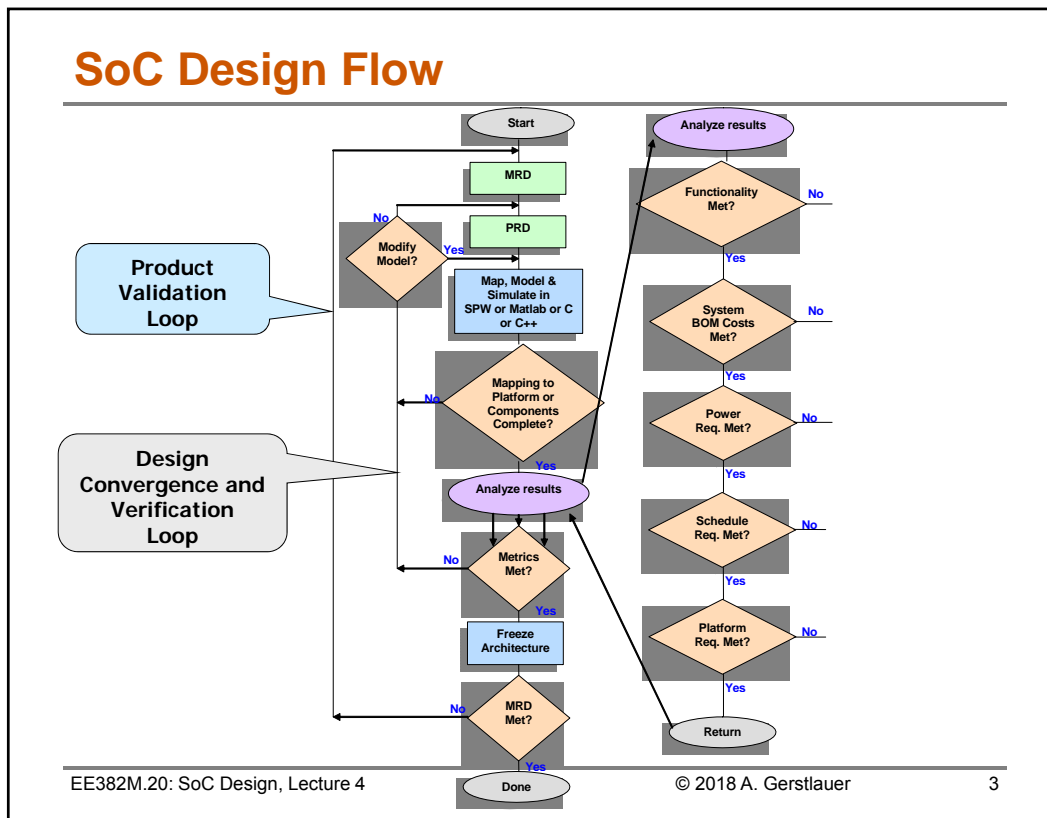 SoC Design Flow
Start
MRD
No
PRD
Modify
Model?
Yes
Map, Model &
Simulate in
SPW or Matlab or C
or C++
Product
Validation
Loop
Mapping to
Platform or
Components
Complete?
No
Yes
Design
Convergence and
Verification
Loop
Analyze results
No
Metrics
Met?
Yes
Freeze
Architecture
No
MRD
Met?
Yes
Done
Analyze results
Functionality
Met?
No
Yes
System
BOM Costs
Met?
No
Yes
Power
Req. Met?
No
Yes
Schedule
Req. Met?
No
Yes
Platform
Req. Met?
No
Yes
Return
EE382M.20: SoC Design, Lecture 4
© 2018 A. Gerstlauer
3